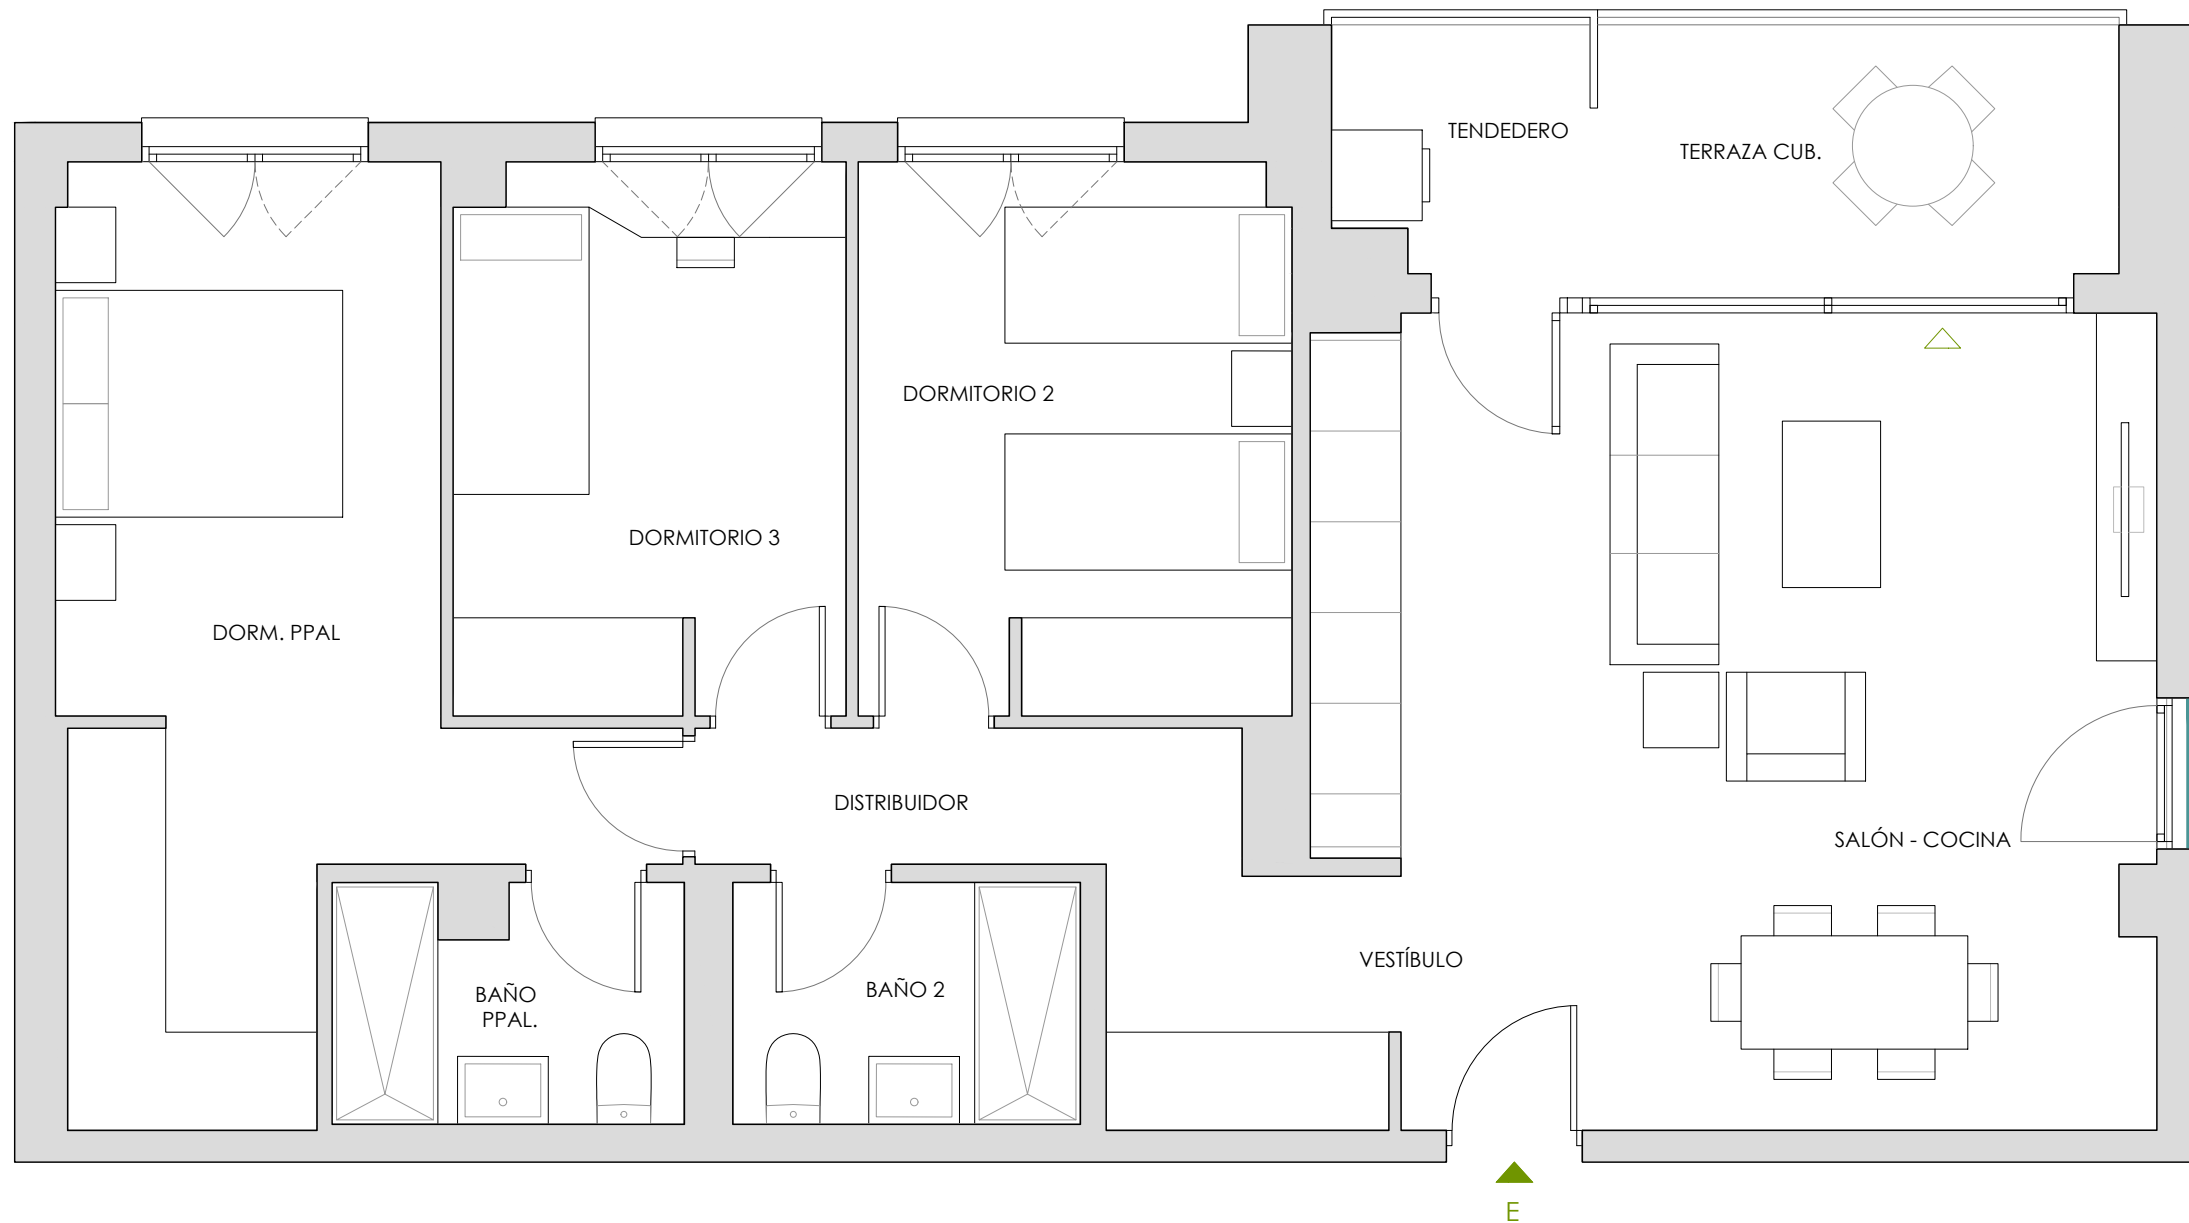 TENDEDERO
TERRAZA CUB.
DORMITORIO 2
DORMITORIO 3
DORM. PPAL
DISTRIBUIDOR
SALÓN - COCINA
VESTÍBULO
BAÑO
PPAL.
BAÑO 2
E